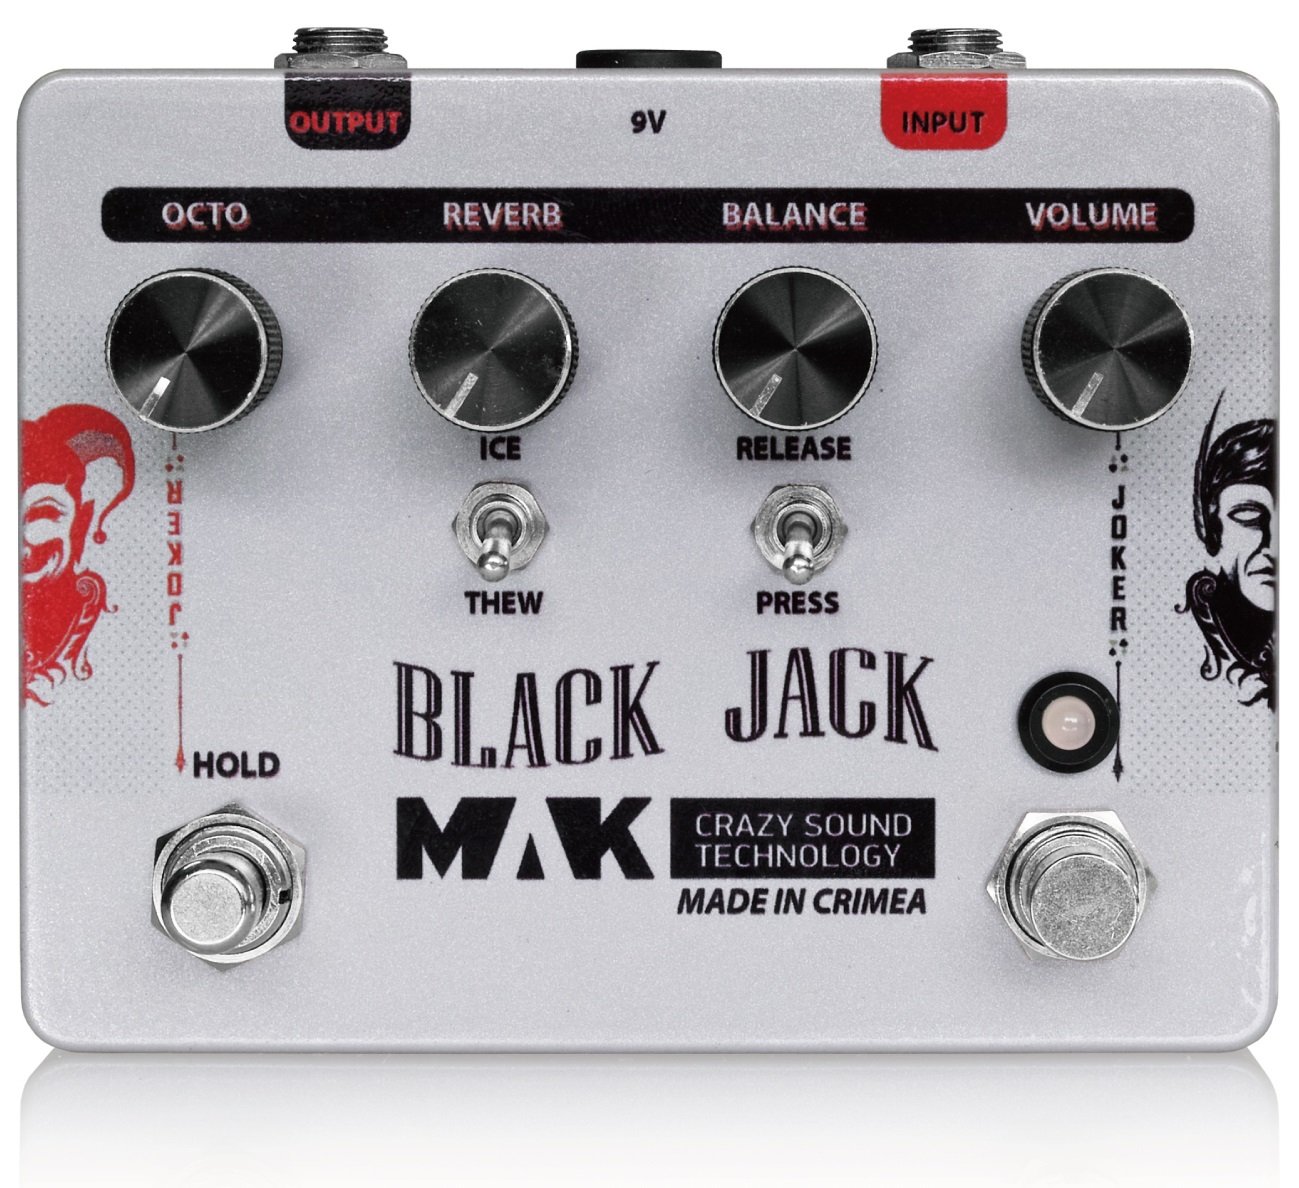 OUTPUT
9V
INPUT
OCTO
REVERB
BALANCE
VOLUME
ICE
RELEASE
JOKER
JOKER
THEW
PRESS
BLACK JACK
HOLD
MAK
CRAZY SOUND
TECHNOLOGY
MADE IN CRIMEA